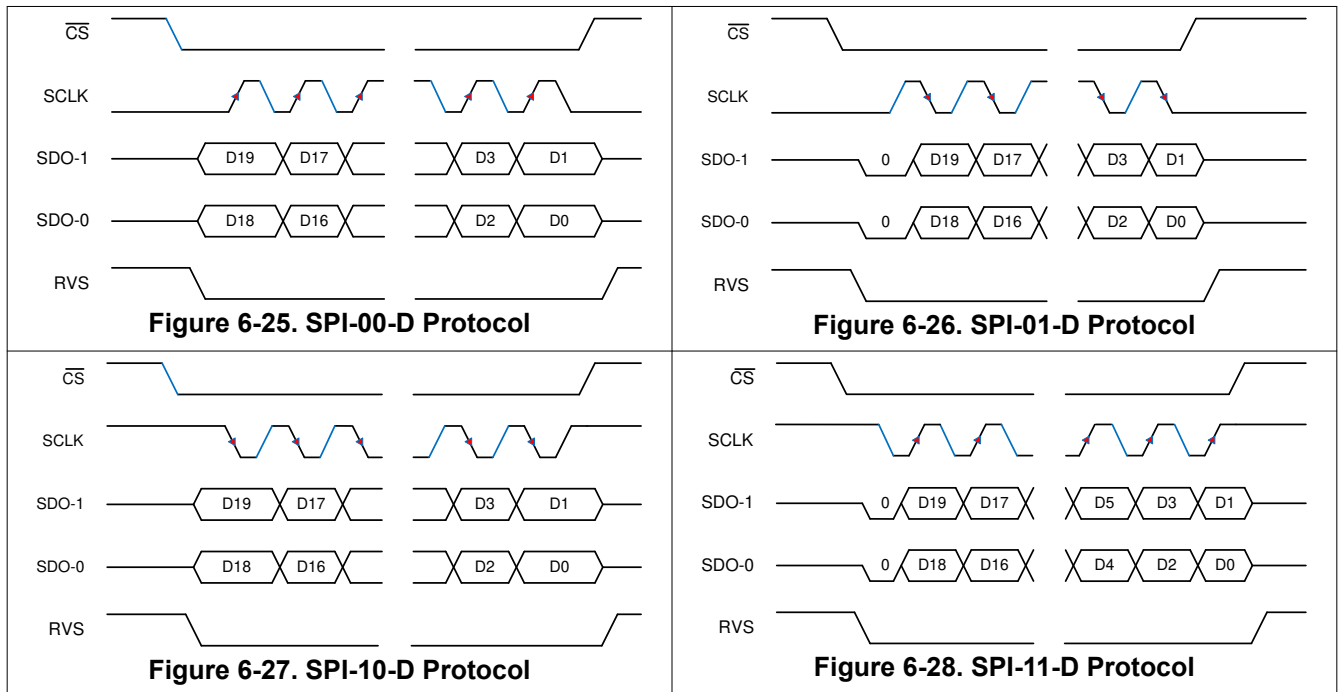 CS
SCLK
SDO-1 D19 D17 D3 D1
SDO-0 D18 D16 D2 D0
RVS
Figure 6-25. SPI-00-D Protocol
CS
SCLK
SDO-1 0 D19 D17 D3 D1
SDO-0 0 D18 D16 D2 D0
RVS
Figure 6-26. SPI-01-D Protocol
CS
SCLK
SDO-1 D19 D17 D3 D1
SDO-0 D18 D16 D2 D0
RVS
Figure 6-27. SPI-10-D Protocol
CS
SCLK
SDO-1 0 D19 D17 D5 D3 D1
SDO-0 0 D18 D16 D4 D2 D0
RVS
Figure 6-28. SPI-11-D Protocol